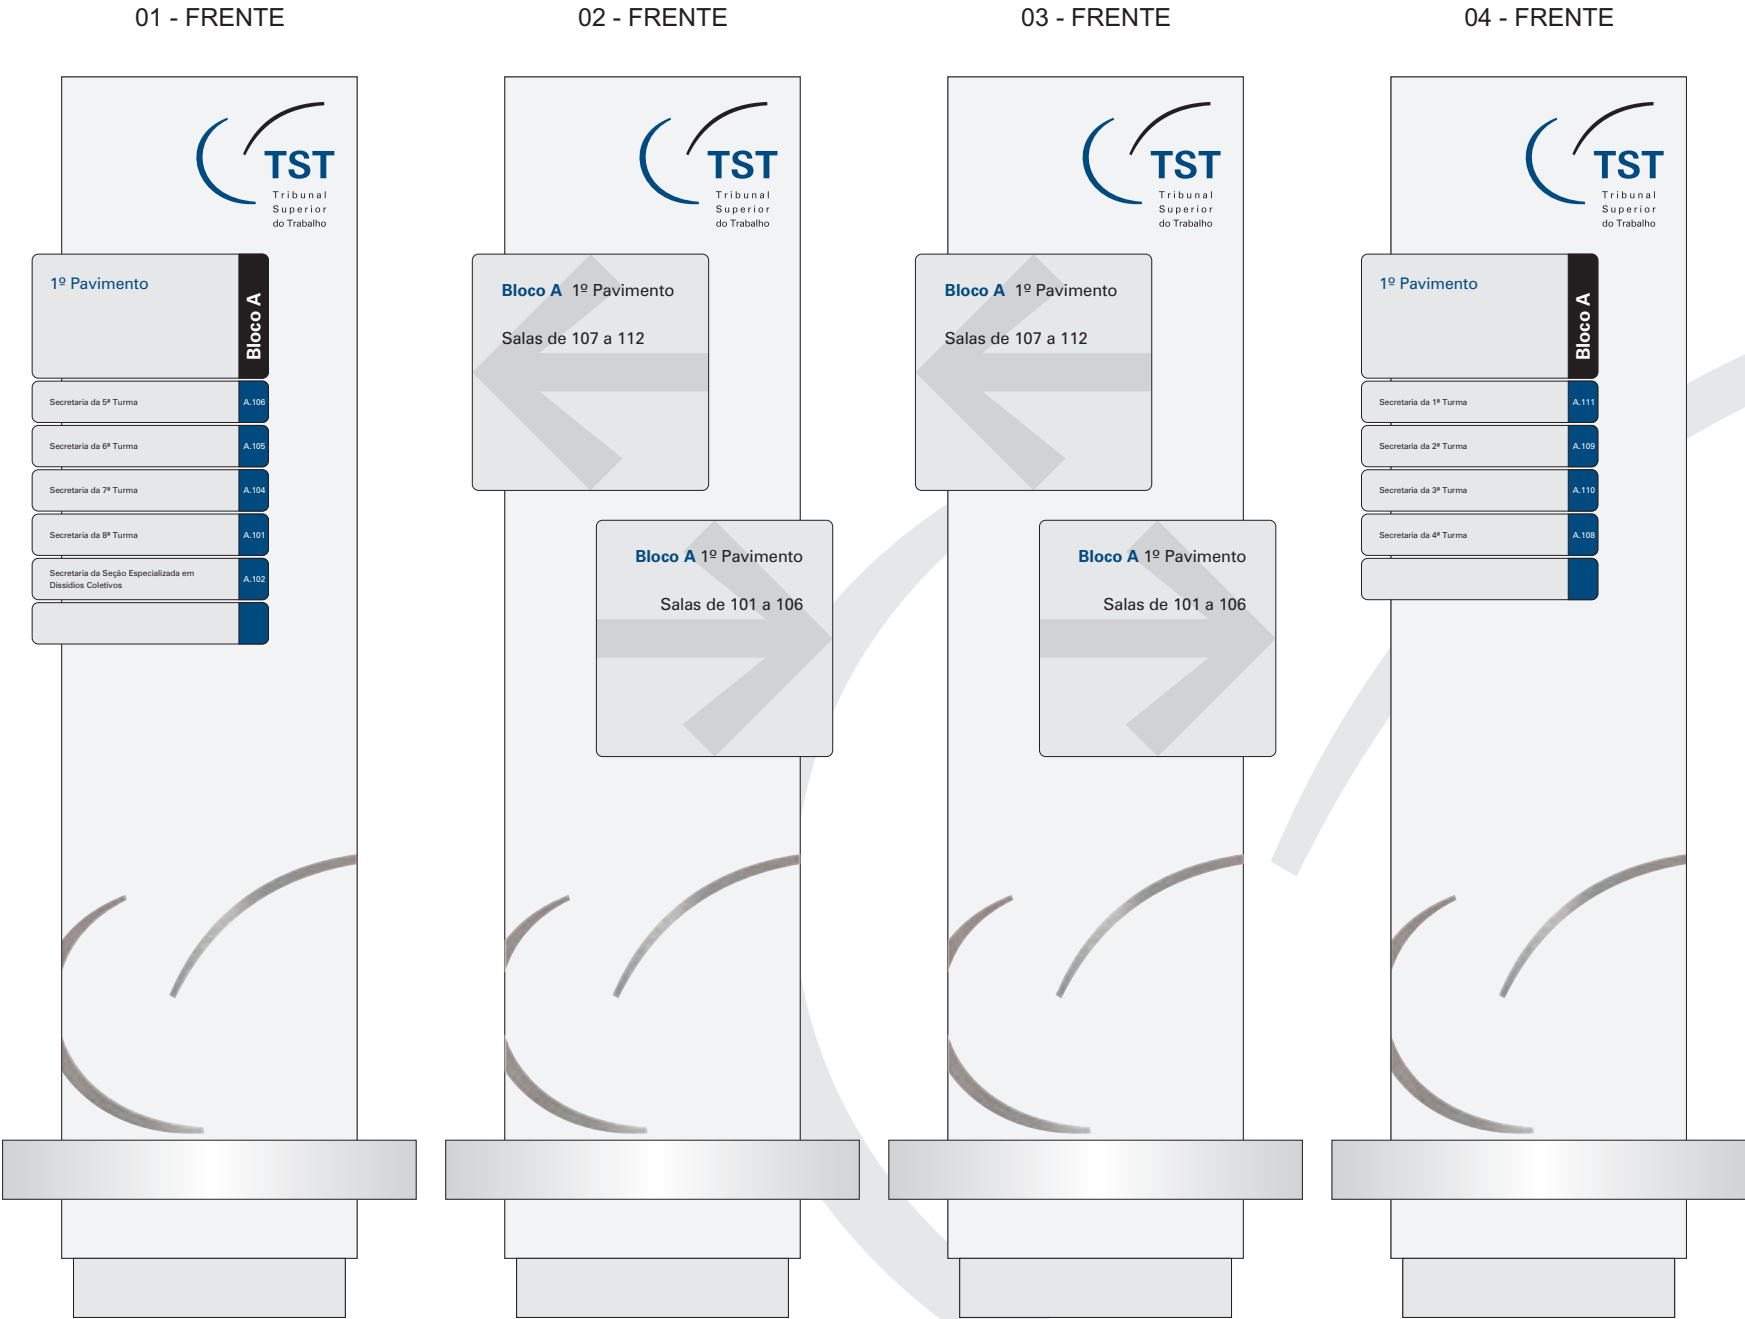 01 - FRENTE
TST
Tribunal
Superior
do Trabalho
1º Pavimento
Bloco A
Secretaria da 5ª Turma A.106
Secretaria da 6ª Turma A.105
Secretaria da 7ª Turma A.104
Secretaria da 8ª Turma A.101
Secretaria da Seção Especializada em
Dissídios Coletivos A.102
02 - FRENTE
TST
Tribunal
Superior
do Trabalho
Bloco A 1º Pavimento
Salas de 107 a 112
Bloco A 1º Pavimento
Salas de 101 a 106
03 - FRENTE
TST
Tribunal
Superior
do Trabalho
Bloco A 1º Pavimento
Salas de 107 a 112
Bloco A 1º Pavimento
Salas de 101 a 106
04 - FRENTE
TST
Tribunal
Superior
do Trabalho
1º Pavimento
Bloco A
Secretaria da 1ª Turma A.111
Secretaria da 2ª Turma A.109
Secretaria da 3ª Turma A.110
Secretaria da 4ª Turma A.108